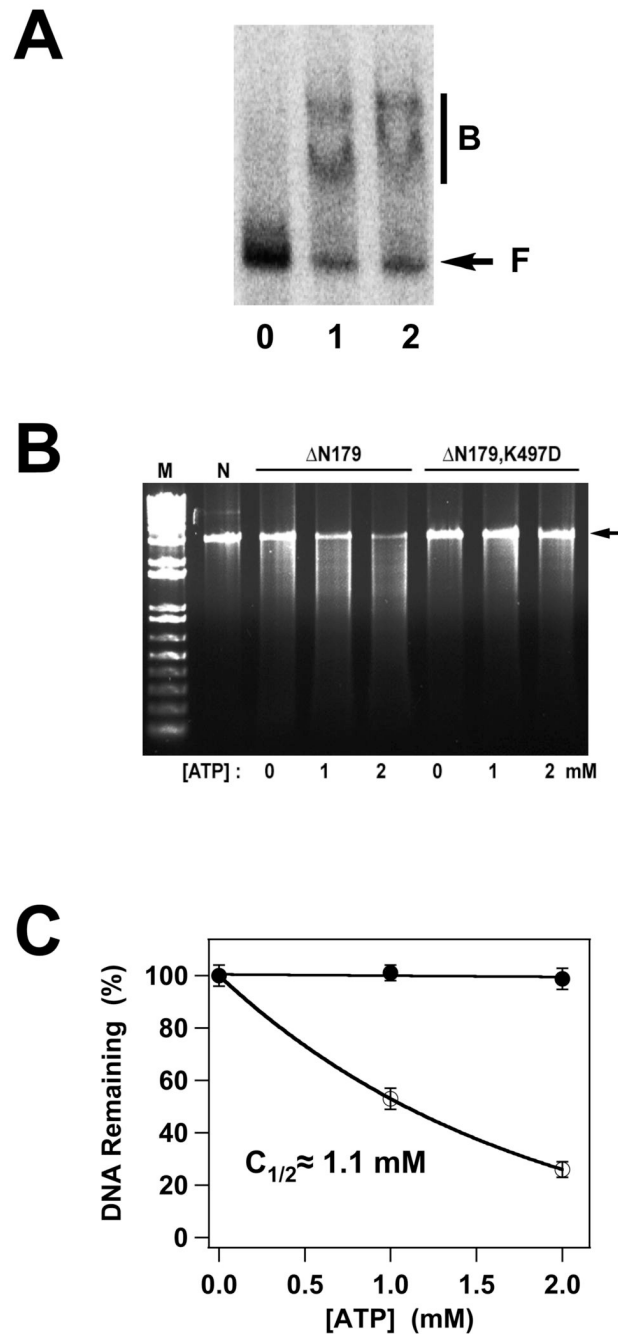 A
B
F
0 1 2
B
ΔN179 ΔN179,K497D
M N
[ATP] : 0 1 2 0 1 2 mM
C
DNA Remaining (%)
100
80
60
40
20
0
C1/2≈ 1.1 mM
0.0 0.5 1.0 1.5 2.0
[ATP] (mM)